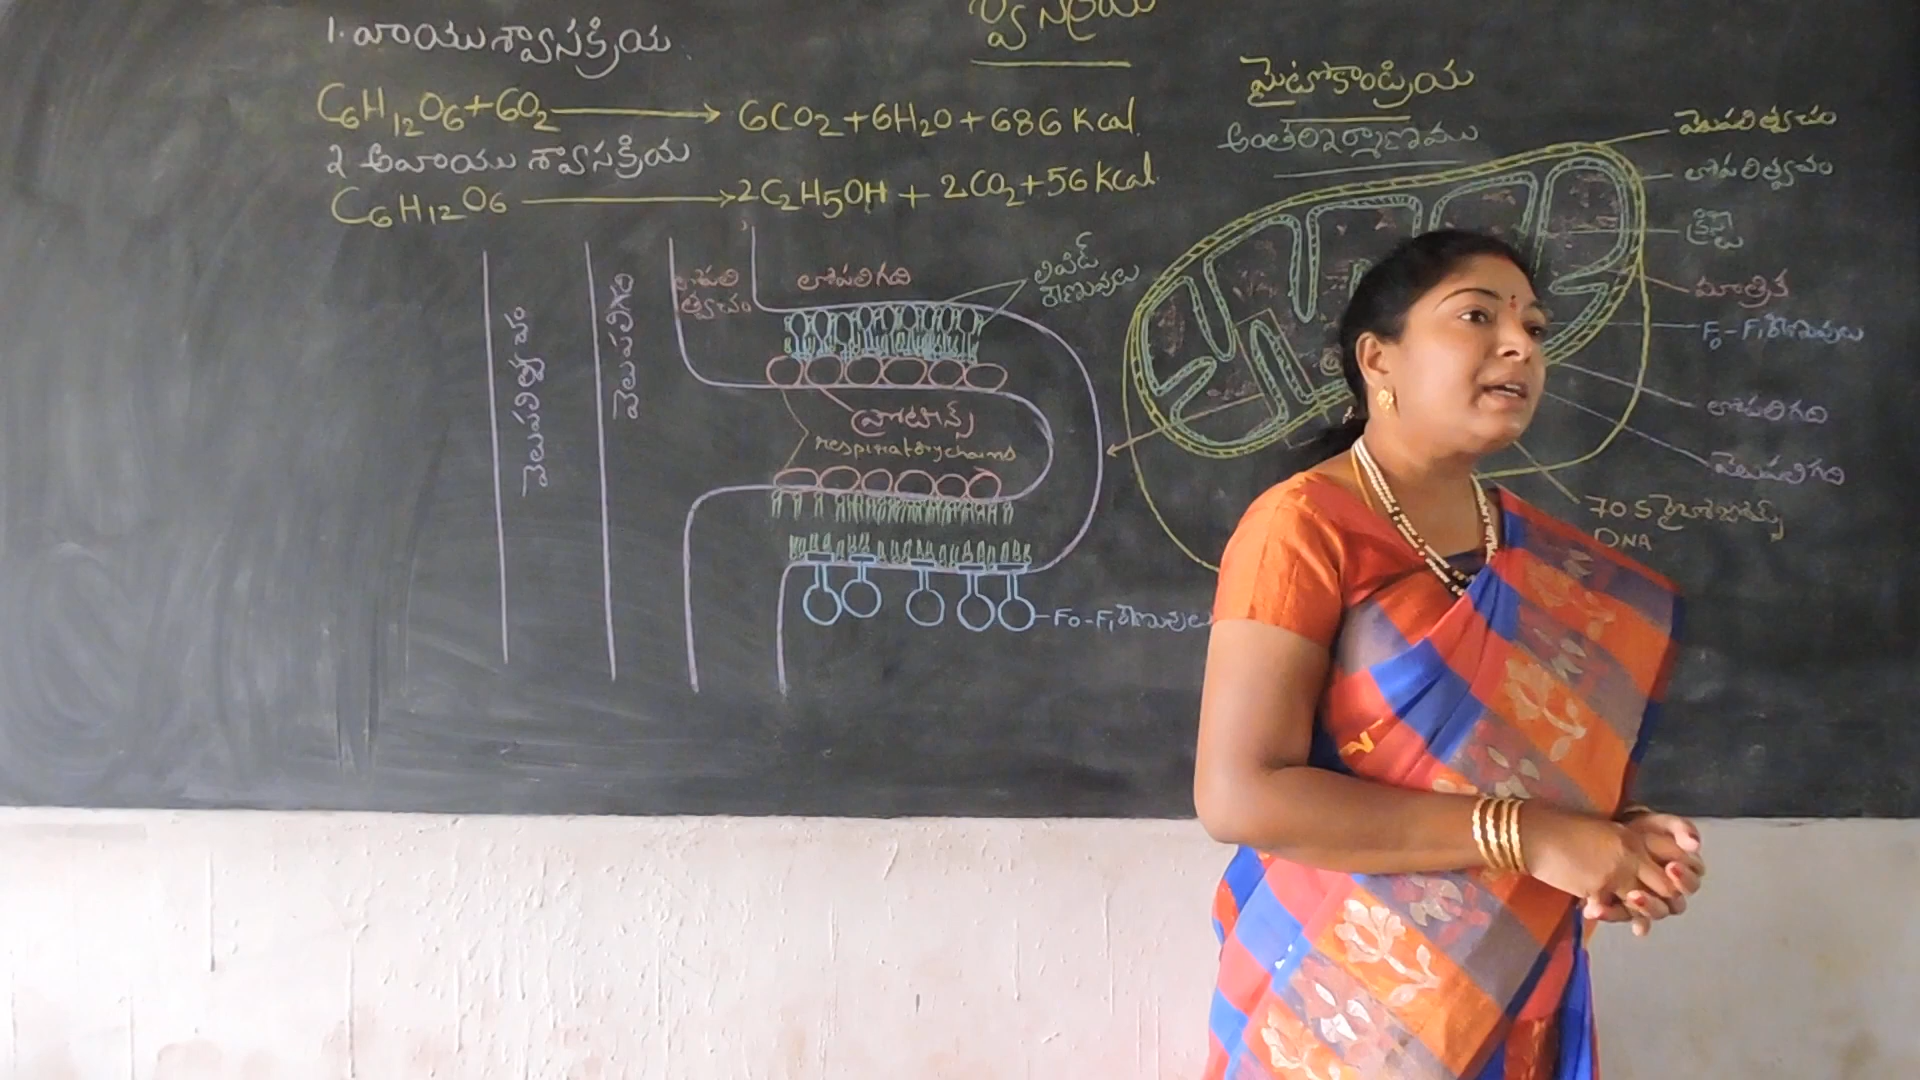 శ్వాసక్రియ
1. వాయుశ్వాసక్రియ
C6H12O6+6O2 → 6CO2+6H2O+686 Kcal.
2 అవాయు శ్వాసక్రియ
C6H12O6 → 2C2H5OH + 2CO2+56 Kcal.
వెలుపలిత్వచం
వెలుపలిగది
లోపలి
త్వచం
లోపలిగది
లిపిడ్
కాణువులు
ప్రోటీన్స్
respiratory chains
F0-F1 కాణువులు
మైటోకాండ్రియ
అంతర్నిర్మాణము
వెలుపలిత్వచం
లోపలిత్వచం
క్రిస్టే
మాత్రిక
F0-F1 కాణువులు
లోపలిగది
వెలుపలిగది
70 S రైబోజోమ్స్
DNA